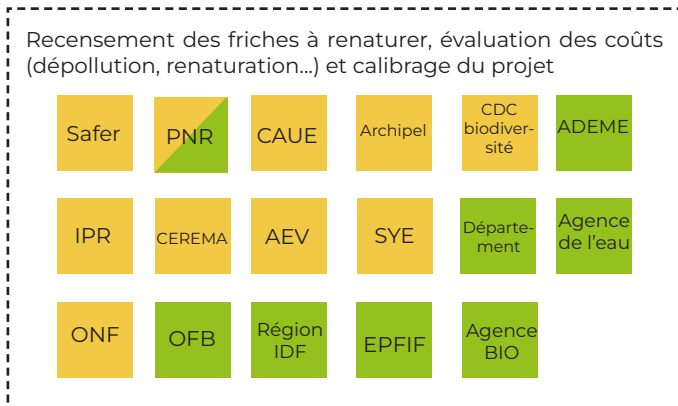 Recensement des friches à renaturer, évaluation des coûts
(dépollution, renaturation...) et calibrage du projet
Safer
PNR
CAUE
Archipel
CDC
biodiver-
sité
ADEME
IPR
CEREMA
AEV
SYE
Départe-
ment
Agence
de l'eau
ONF
OFB
Région
IDF
EPFIF
Agence
BIO